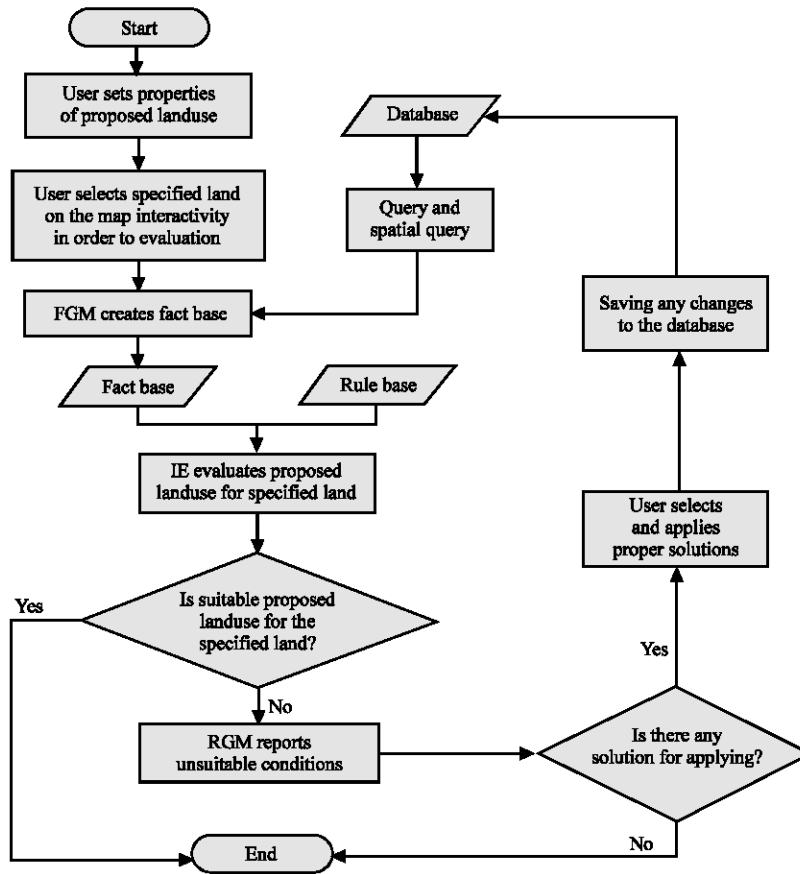 Start
User sets properties
of proposed landuse
User selects specified land
on the map interactivity
in order to evaluation
Database
Query and
spatial query
FGM creates fact base
Saving any changes
to the database
Fact base
Rule base
IE evaluates proposed
landuse for specified land
User selects
and applies
proper solutions
Yes
Is suitable proposed
landuse for the
specified land?
Yes
No
RGM reports
unsuitable conditions
Is there any
solution for applying?
No
End